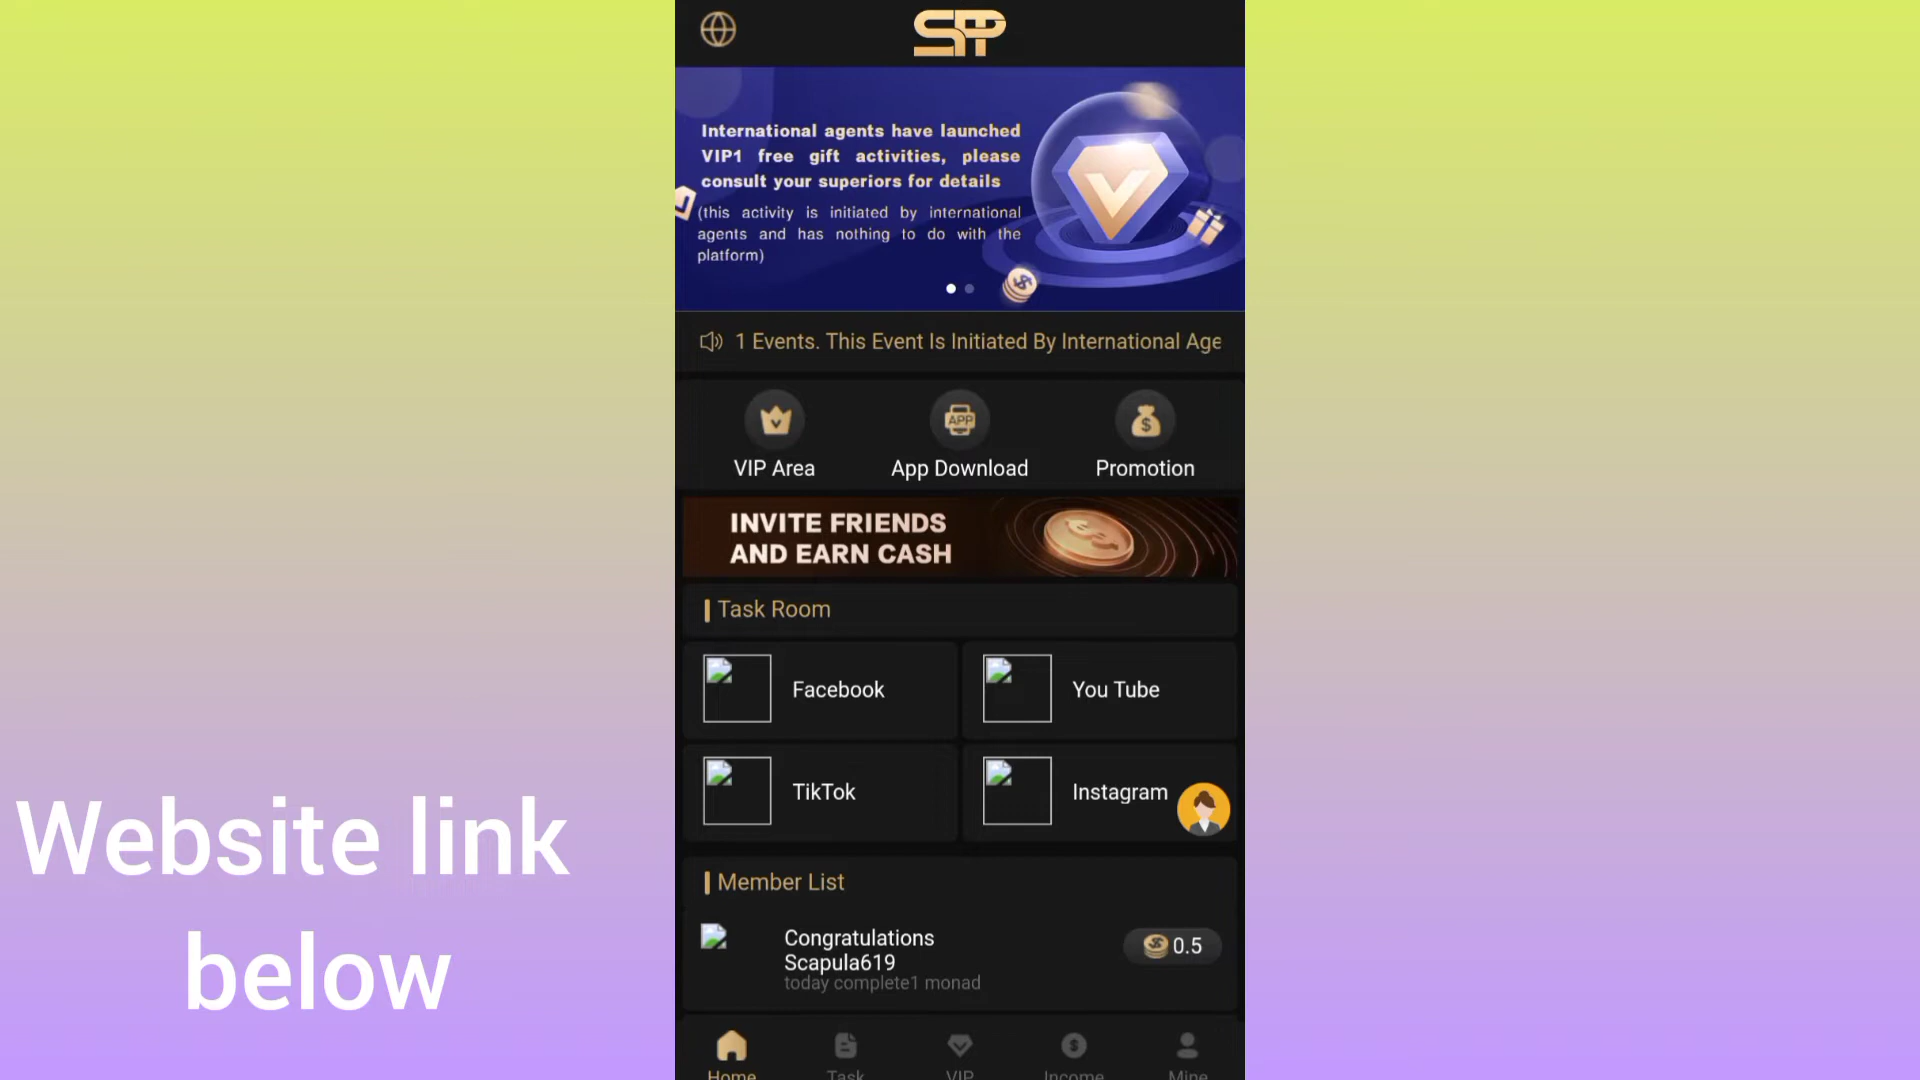 SPP
International agents have launched
VIP1 free gift activities, please
consult your superiors for details
(this activity is initiated by international
agents and has nothing to do with the
platform)
1 Events. This Event Is Initiated By International Age
VIP Area
APP
App Download
Promotion
INVITE FRIENDS
AND EARN CASH
Task Room
Facebook
You Tube
TikTok
Instagram
Member List
Congratulations
Scapula619
0.5
today complete1 monad
Home
Task
VIP
Income
Mine
Website link
below